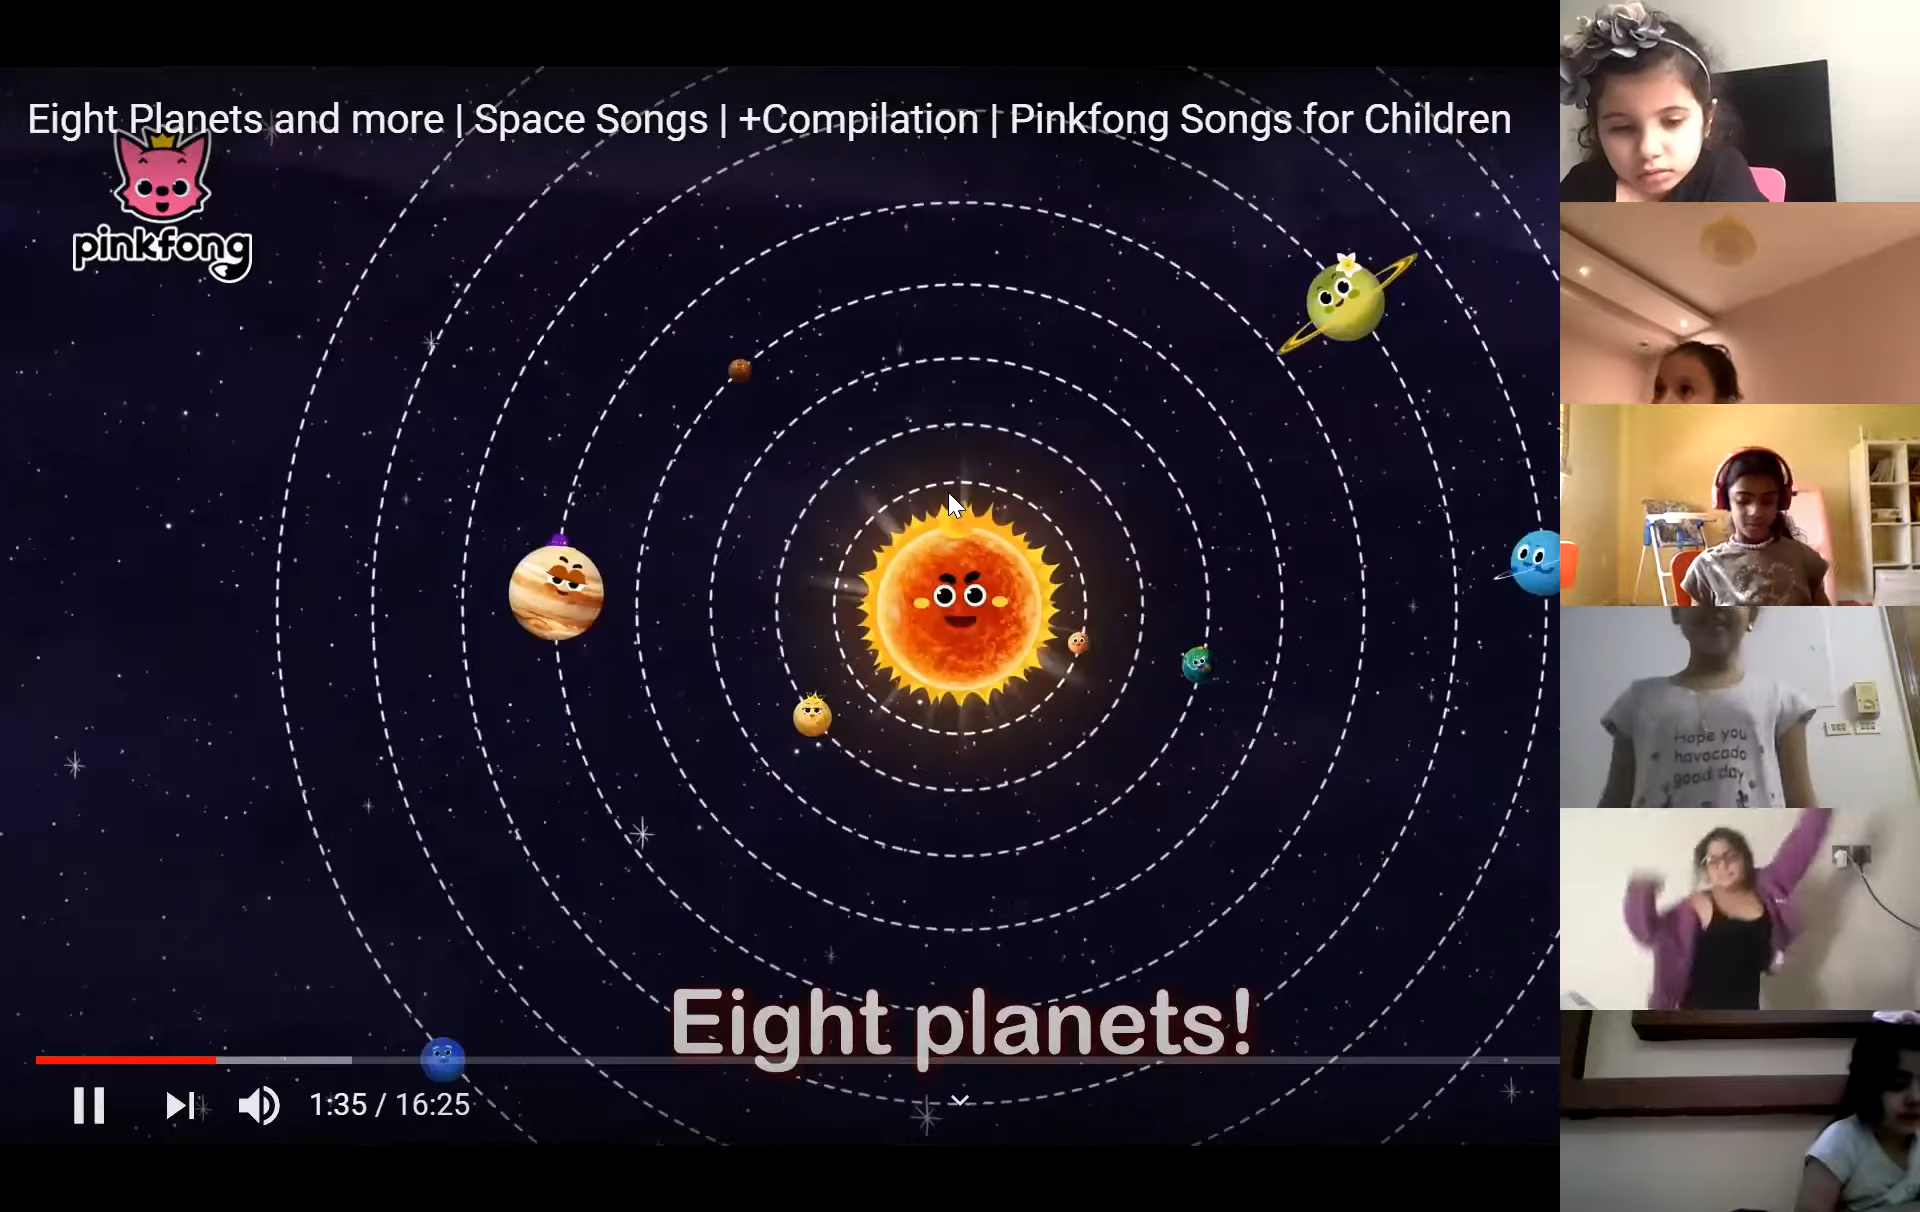 Eight Planets and more | Space Songs | +Compilation | Pinkfong Songs for Children
pinkfong
Eight planets!
1:35 / 16:25
Hope you
havocado
good day